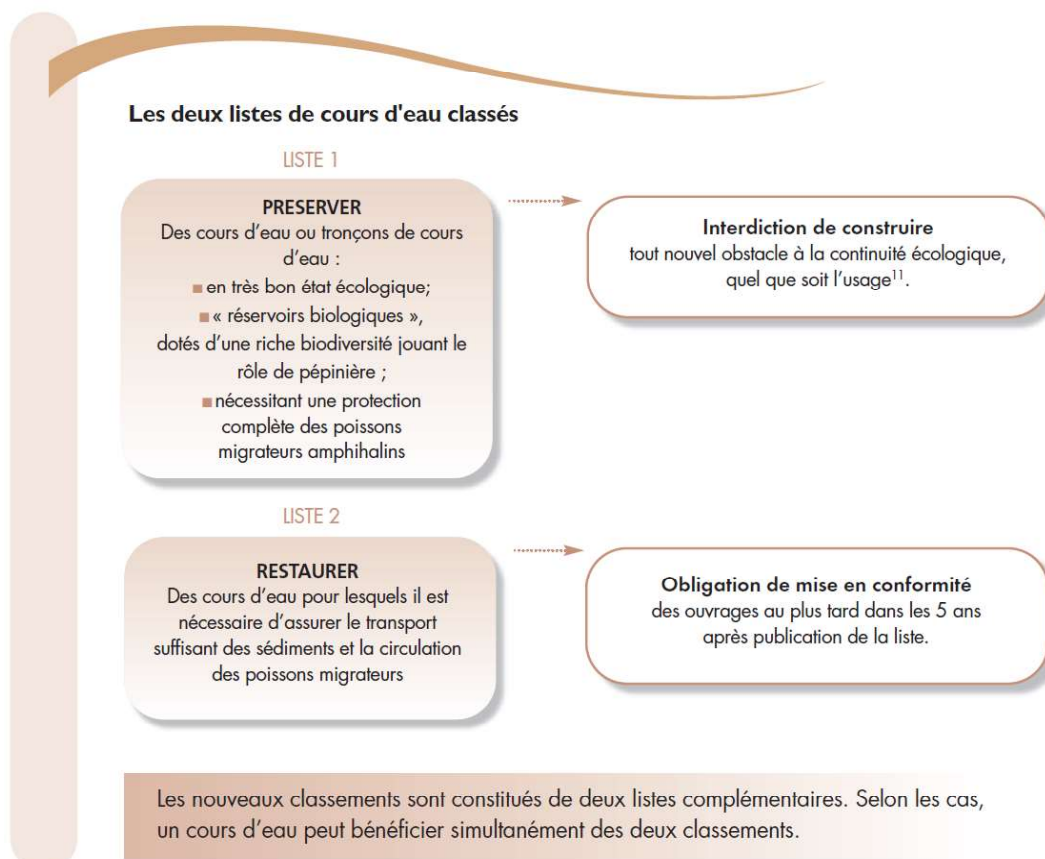 Les deux listes de cours d'eau classés
LISTE 1
PRESERVER
Des cours d'eau ou tronçons de cours
d'eau :
■ en très bon état écologique;
■ « réservoirs biologiques »,
dotés d'une riche biodiversité jouant le
rôle de pépinière ;
■ nécessitant une protection
complète des poissons
migrateurs amphihalins
Interdiction de construire
tout nouvel obstacle à la continuité écologique,
quel que soit l'usage¹¹.
LISTE 2
RESTAURER
Des cours d'eau pour lesquels il est
nécessaire d'assurer le transport
suffisant des sédiments et la circulation
des poissons migrateurs
Obligation de mise en conformité
des ouvrages au plus tard dans les 5 ans
après publication de la liste.
Les nouveaux classements sont constitués de deux listes complémentaires. Selon les cas,
un cours d'eau peut bénéficier simultanément des deux classements.